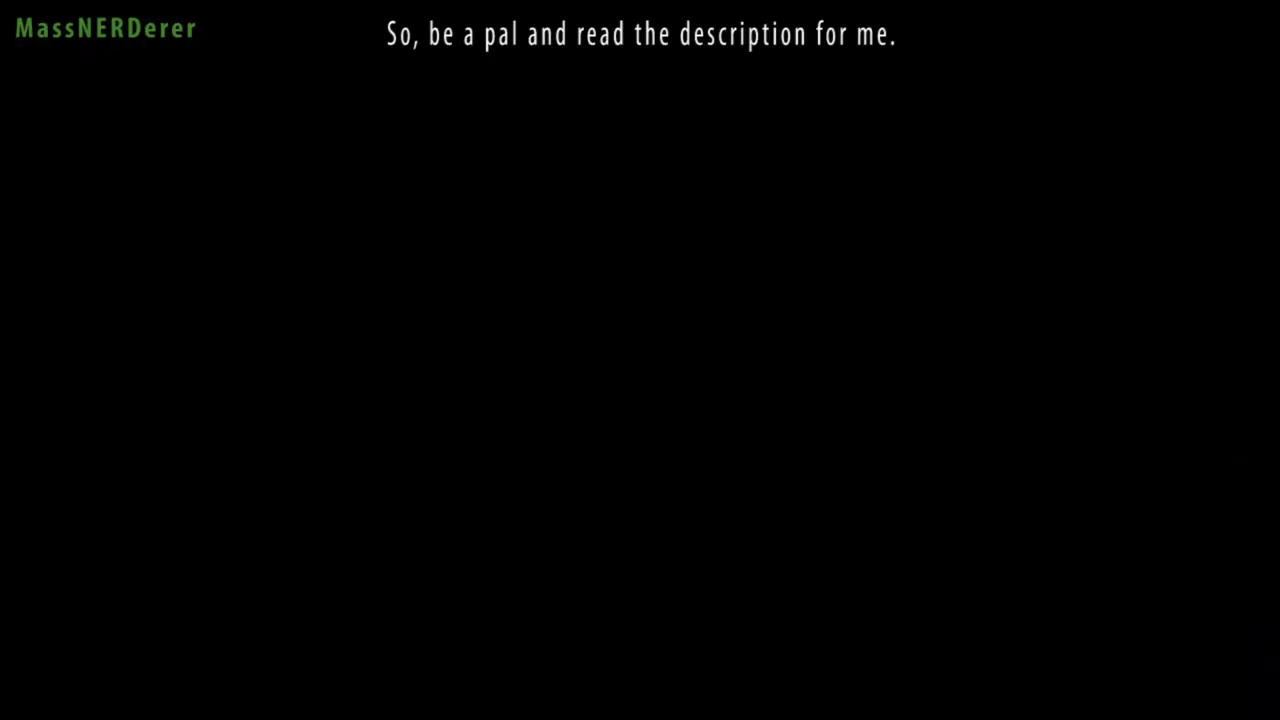 MassNERDerer
So, be a pal and read the description for me.